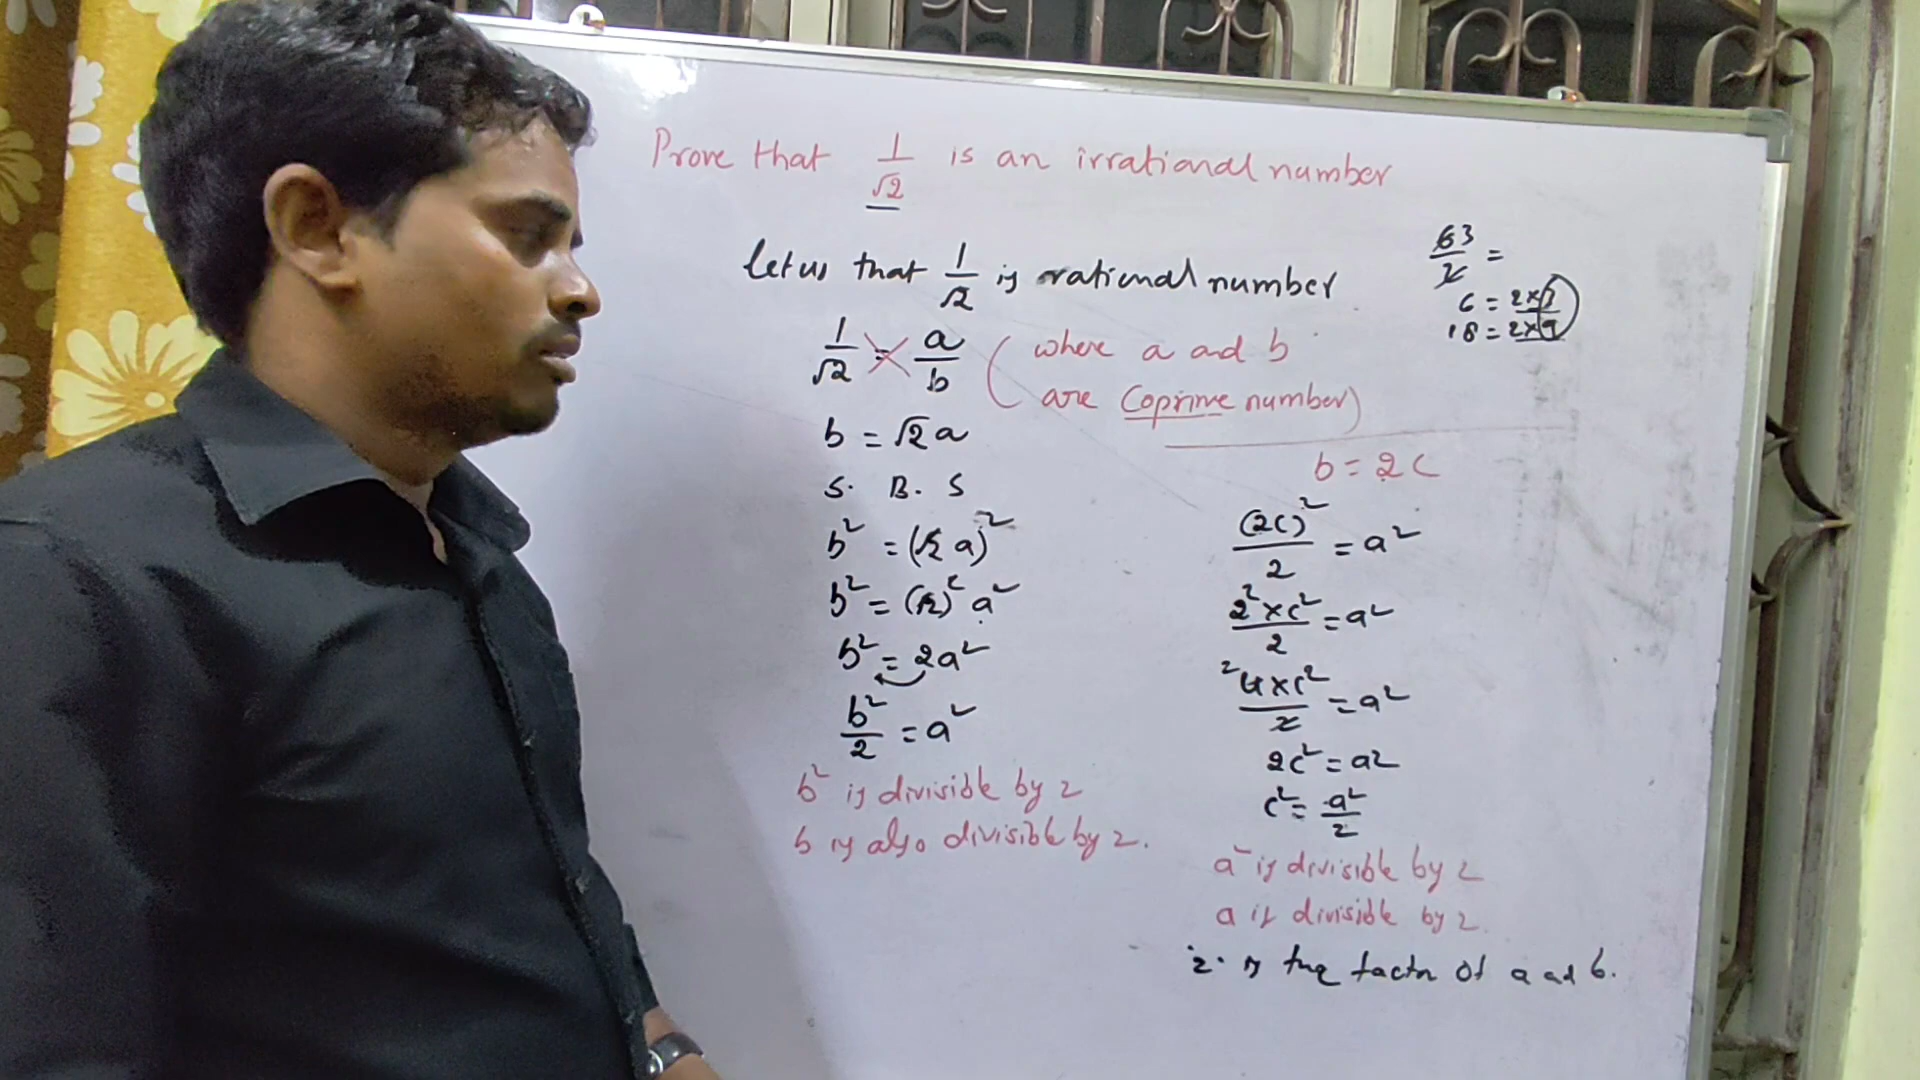 Prove that 1/√2 is an irrational number
Let us that 1/√2 is rational number
63/2 =
6 = 2×3
18 = 2×9
1/√2 = a/b (where a and b
are coprime number)
b = √2 a
S. B. S
b² = (√2 a)²
b² = (√2)² a²
b² = 2a²
b²/2 = a²
b² is divisible by 2
b is also divisible by 2.
b = 2c
(2c)²/2 = a²
2²×c²/2 = a²
²4×c²/2 = a²
2c² = a2
c² = a²/2
a² is divisible by 2
a is divisible by 2.
2. is the factor of a and b.